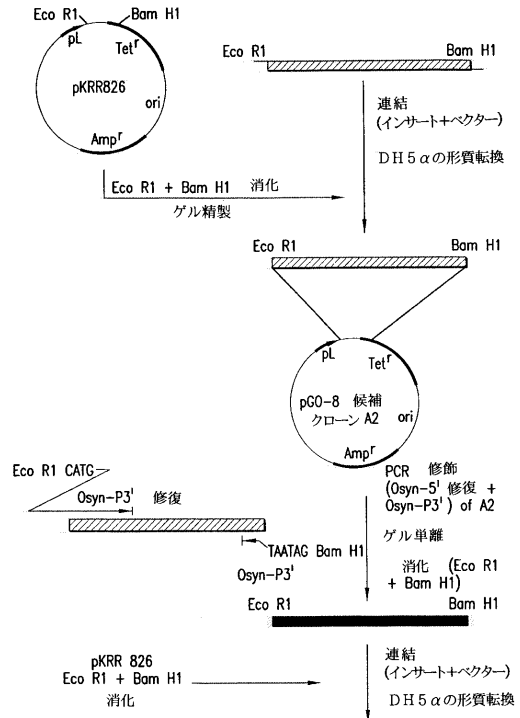 Eco R1
Bam H1
pL
Tetʳ
pKRR826
ori
Ampʳ
Eco R1
Bam H1
連結
(インサート+ベクター)
DH5αの形質転換
Eco R1 + Bam H1 消化
ゲル精製
Eco R1
Bam H1
pL
Tetʳ
pGO-8 候補
クローン A2
ori
Ampʳ
Eco R1 CATG
Osyn-P3' 修復
TAATAG Bam H1
Osyn-P3'
PCR 修飾
(Osyn-5' 修復 +
Osyn-P3') of A2
ゲル単離
消化 (Eco R1
+ Bam H1)
Eco R1
Bam H1
pKRR 826
Eco R1 + Bam H1
消化
連結
(インサート+ベクター)
DH5αの形質転換